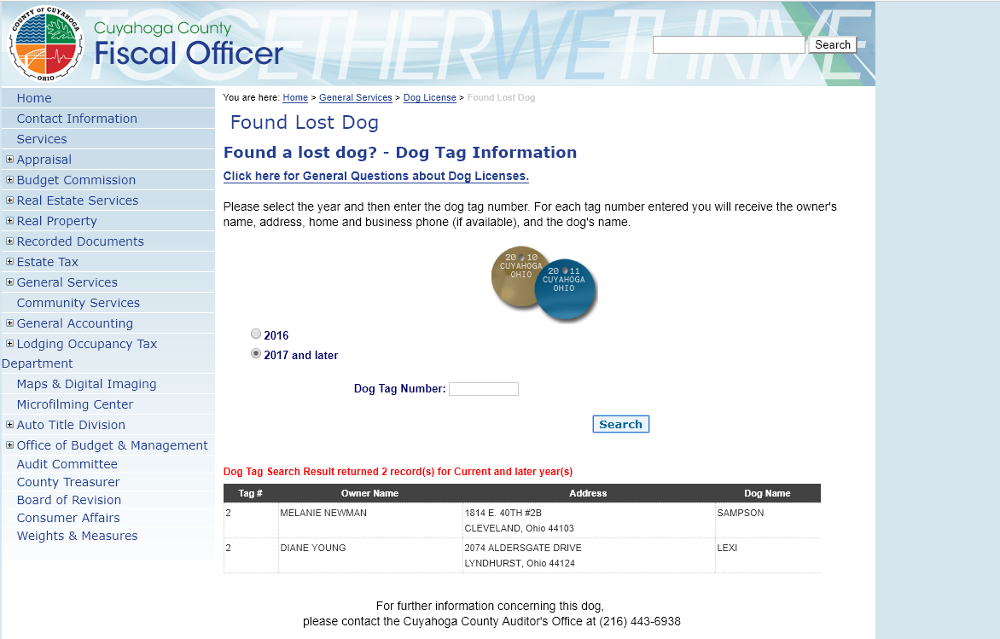 COUNTY OF CUYAHOGA
OHIO
TOGETHERWETHRIVE
Cuyahoga County
Fiscal Officer
Search
Home
Contact Information
Services
Appraisal
Budget Commission
Real Estate Services
Real Property
Recorded Documents
Estate Tax
General Services
Community Services
General Accounting
Lodging Occupancy Tax
Department
Maps & Digital Imaging
Microfilming Center
Auto Title Division
Office of Budget & Management
Audit Committee
County Treasurer
Board of Revision
Consumer Affairs
Weights & Measures
You are here: Home > General Services > Dog License > Found Lost Dog
Found Lost Dog
Found a lost dog? - Dog Tag Information
Click here for General Questions about Dog Licenses.
Please select the year and then enter the dog tag number. For each tag number entered you will receive the owner's
name, address, home and business phone (if available), and the dog's name.
20 10
CUYAHOGA
OHIO
20 11
CUYAHOGA
OHIO
2016
2017 and later
Dog Tag Number:
Search
Dog Tag Search Result returned 2 record(s) for Current and later year(s)
Tag # Owner Name Address Dog Name
2 MELANIE NEWMAN 1814 E. 40TH #2B SAMPSON
CLEVELAND, Ohio 44103
2 DIANE YOUNG 2074 ALDERSGATE DRIVE LEXI
LYNDHURST, Ohio 44124
For further information concerning this dog,
please contact the Cuyahoga County Auditor's Office at (216) 443-6938